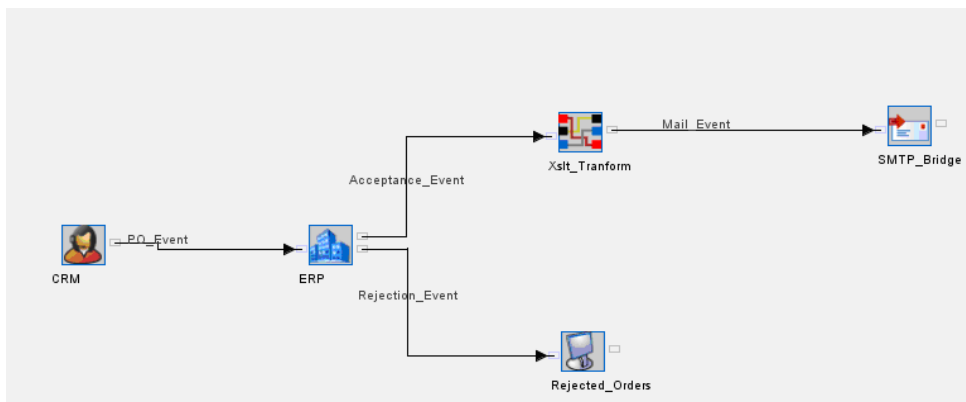 Mail_Event
SMTP_Bridge
Xslt_Tranform
Acceptance_Event
PO_Event
CRM
ERP
Rejection_Event
Rejected_Orders